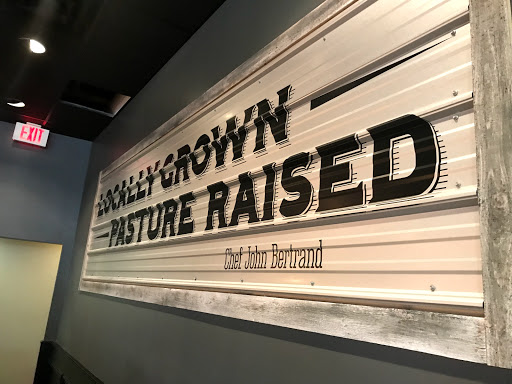 EXIT
LOCALLY GROWN
PASTURE RAISED
Chef John Bertrand